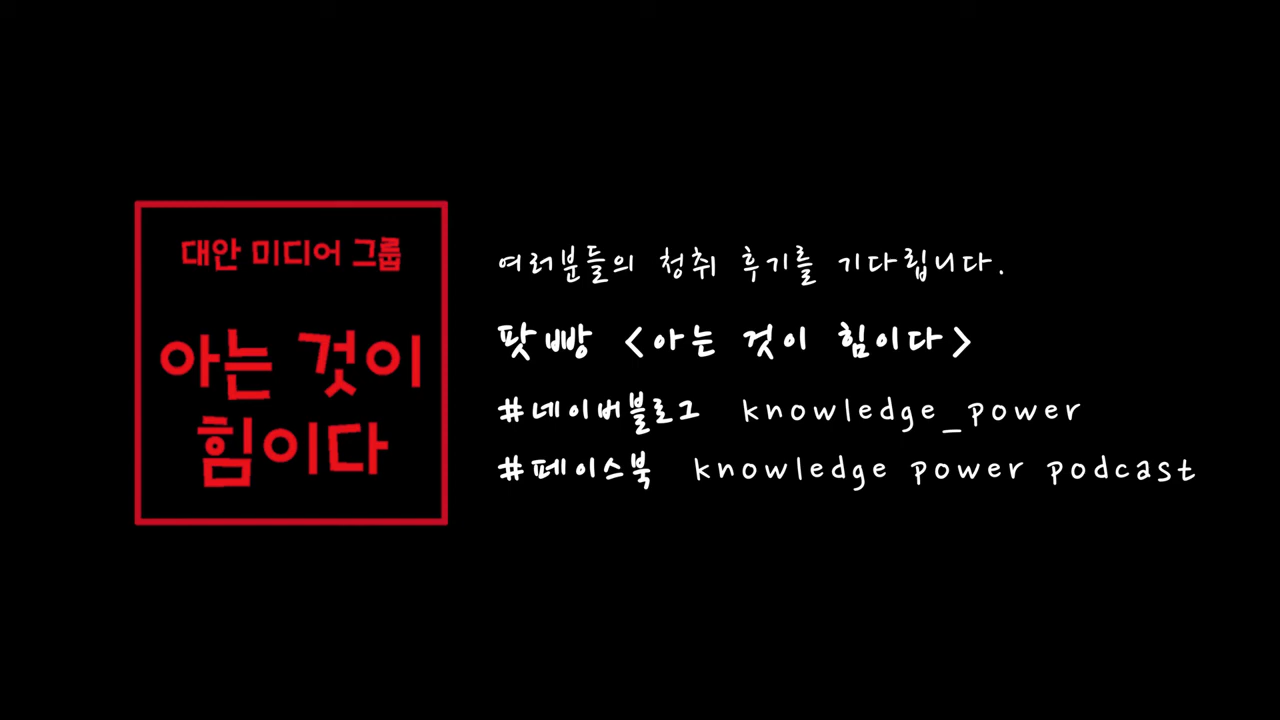 대안 미디어 그룹
아는 것이
힘이다
여러분들의 청취 후기를 기다립니다.
팟빵 <아는 것이 힘이다>
#네이버블로그 knowledge_power
#페이스북 knowledge power podcast